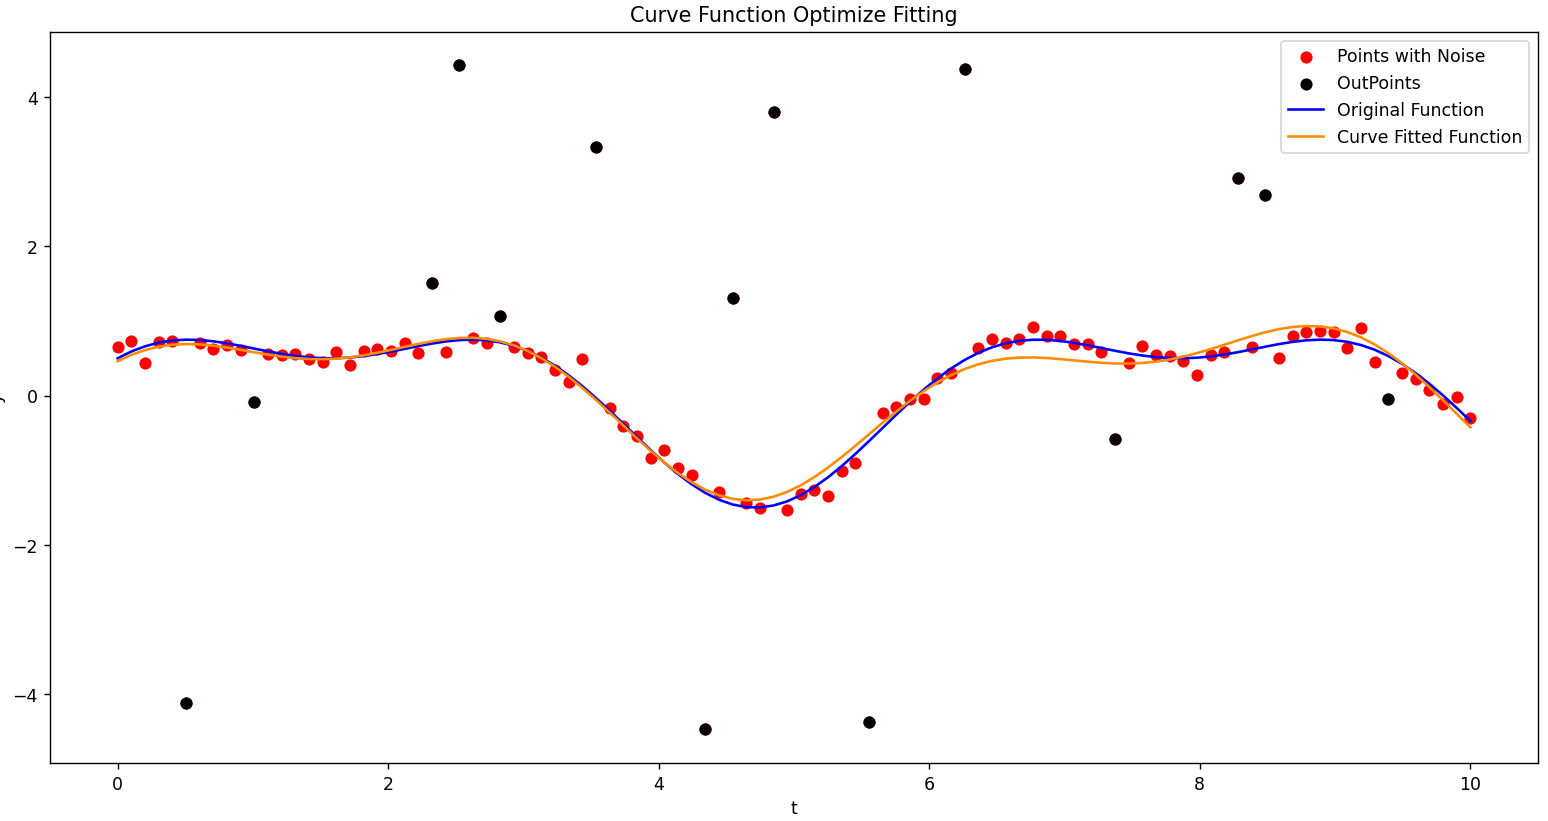 Curve Function Optimize Fitting
Points with Noise
OutPoints
Original Function
Curve Fitted Function
4
2
0
−2
−4
0 2 4 6 8 10
t